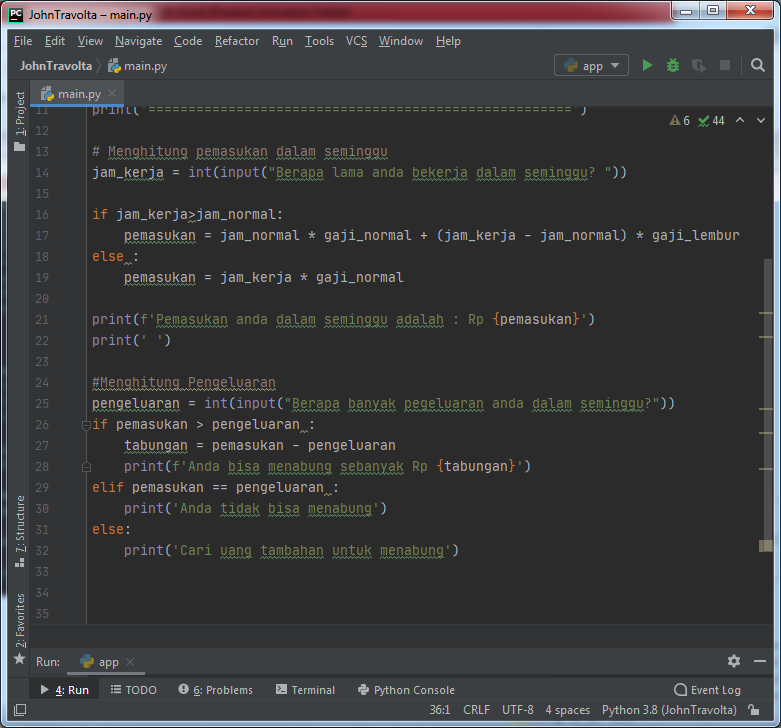 JohnTravolta – main.py
File Edit View Navigate Code Refactor Run Tools VCS Window Help
JohnTravolta main.py app
main.py
1: Project
6 44
11 print('=====================================================')
12
13 # Menghitung pemasukan dalam seminggu
14 jam_kerja = int(input("Berapa lama anda bekerja dalam seminggu? "))
15
16 if jam_kerja>jam_normal:
17 pemasukan = jam_normal * gaji_normal + (jam_kerja - jam_normal) * gaji_lembur
18 else :
19 pemasukan = jam_kerja * gaji_normal
20
21 print(f'Pemasukan anda dalam seminggu adalah : Rp {pemasukan}')
22 print(' ')
23
24 #Menghitung Pengeluaran
25 pengeluaran = int(input("Berapa banyak pegeluaran anda dalam seminggu?"))
26 if pemasukan > pengeluaran :
27 tabungan = pemasukan - pengeluaran
28 print(f'Anda bisa menabung sebanyak Rp {tabungan}')
29 elif pemasukan == pengeluaran :
30 print('Anda tidak bisa menabung')
31 else:
32 print('Cari uang tambahan untuk menabung')
33
34
35
7: Structure
2: Favorites
Run: app
4: Run TODO 6: Problems Terminal Python Console Event Log
36:1 CRLF UTF-8 4 spaces Python 3.8 (JohnTravolta)